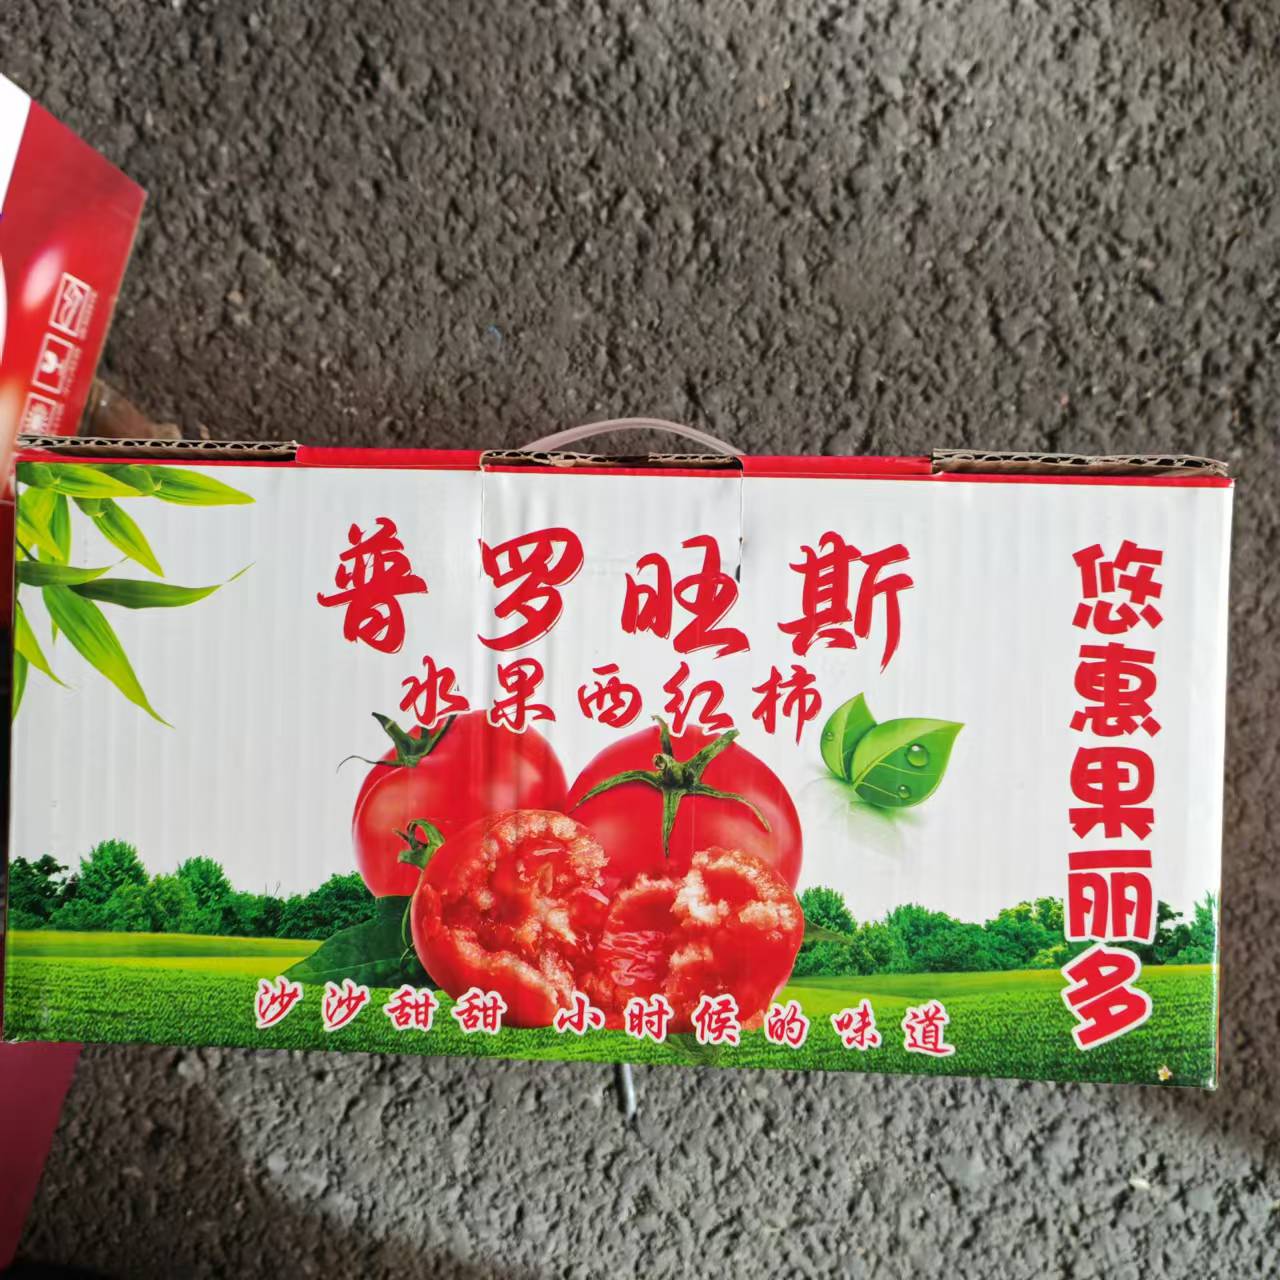 普罗旺斯
水果西红柿
悠惠果丽多
沙沙甜甜 小时候的味道